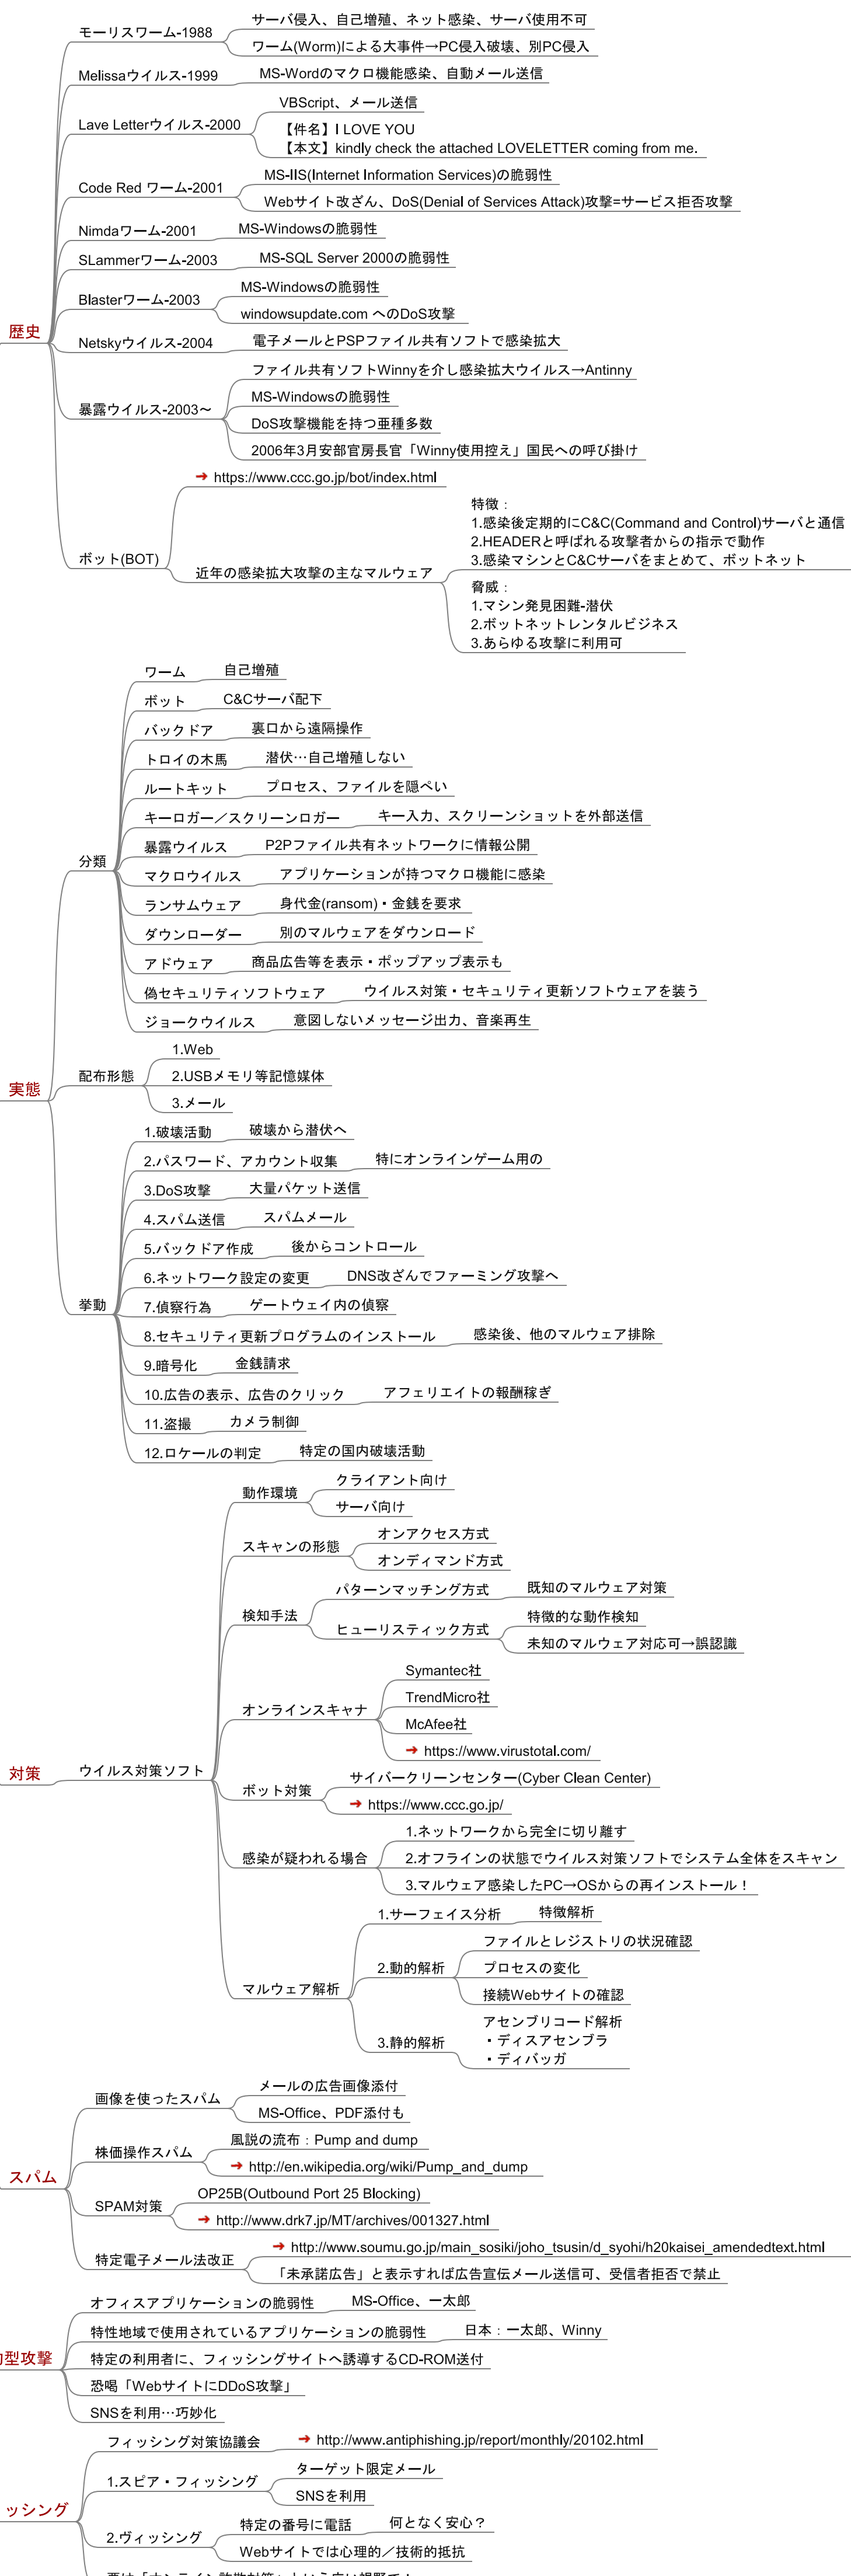 歴史
モーリスワーム-1988
サーバ侵入、自己増殖、ネット感染、サーバ使用不可
ワーム(Worm)による大事件→PC侵入破壊、別PC侵入
Melissaウイルス-1999
MS-Wordのマクロ機能感染、自動メール送信
Lave Letterウイルス-2000
VBScript、メール送信
【件名】I LOVE YOU
【本文】kindly check the attached LOVELETTER coming from me.
Code Red ワーム-2001
MS-IIS(Internet Information Services)の脆弱性
Webサイト改ざん、DoS(Denial of Services Attack)攻撃=サービス拒否攻撃
Nimdaワーム-2001
MS-Windowsの脆弱性
SLammerワーム-2003
MS-SQL Server 2000の脆弱性
Blasterワーム-2003
MS-Windowsの脆弱性
windowsupdate.com へのDoS攻撃
Netskyウイルス-2004
電子メールとPSPファイル共有ソフトで感染拡大
暴露ウイルス-2003〜
ファイル共有ソフトWinnyを介し感染拡大ウイルス→Antinny
MS-Windowsの脆弱性
DoS攻撃機能を持つ亜種多数
2006年3月安部官房長官「Winny使用控え」国民への呼び掛け
ボット(BOT)
➜ https://www.ccc.go.jp/bot/index.html
近年の感染拡大攻撃の主なマルウェア
特徴：
1.感染後定期的にC&C(Command and Control)サーバと通信
2.HEADERと呼ばれる攻撃者からの指示で動作
3.感染マシンとC&Cサーバをまとめて、ボットネット
脅威：
1.マシン発見困難-潜伏
2.ボットネットレンタルビジネス
3.あらゆる攻撃に利用可
実態
分類
ワーム
自己増殖
ボット
C&Cサーバ配下
バックドア
裏口から遠隔操作
トロイの木馬
潜伏…自己増殖しない
ルートキット
プロセス、ファイルを隠ぺい
キーロガー／スクリーンロガー
キー入力、スクリーンショットを外部送信
暴露ウイルス
P2Pファイル共有ネットワークに情報公開
マクロウイルス
アプリケーションが持つマクロ機能に感染
ランサムウェア
身代金(ransom)・金銭を要求
ダウンローダー
別のマルウェアをダウンロード
アドウェア
商品広告等を表示・ポップアップ表示も
偽セキュリティソフトウェア
ウイルス対策・セキュリティ更新ソフトウェアを装う
ジョークウイルス
意図しないメッセージ出力、音楽再生
配布形態
1.Web
2.USBメモリ等記憶媒体
3.メール
挙動
1.破壊活動
破壊から潜伏へ
2.パスワード、アカウント収集
特にオンラインゲーム用の
3.DoS攻撃
大量パケット送信
4.スパム送信
スパムメール
5.バックドア作成
後からコントロール
6.ネットワーク設定の変更
DNS改ざんでファーミング攻撃へ
7.偵察行為
ゲートウェイ内の偵察
8.セキュリティ更新プログラムのインストール
感染後、他のマルウェア排除
9.暗号化
金銭請求
10.広告の表示、広告のクリック
アフェリエイトの報酬稼ぎ
11.盗撮
カメラ制御
12.ロケールの判定
特定の国内破壊活動
対策
ウイルス対策ソフト
動作環境
クライアント向け
サーバ向け
スキャンの形態
オンアクセス方式
オンディマンド方式
検知手法
パターンマッチング方式
既知のマルウェア対策
ヒューリスティック方式
特徴的な動作検知
未知のマルウェア対応可→誤認識
オンラインスキャナ
Symantec社
TrendMicro社
McAfee社
➜ https://www.virustotal.com/
ボット対策
サイバークリーンセンター(Cyber Clean Center)
➜ https://www.ccc.go.jp/
感染が疑われる場合
1.ネットワークから完全に切り離す
2.オフラインの状態でウイルス対策ソフトでシステム全体をスキャン
3.マルウェア感染したPC→OSからの再インストール！
マルウェア解析
1.サーフェイス分析
特徴解析
2.動的解析
ファイルとレジストリの状況確認
プロセスの変化
接続Webサイトの確認
3.静的解析
アセンブリコード解析
・ディスアセンブラ
・ディバッガ
スパム
画像を使ったスパム
メールの広告画像添付
MS-Office、PDF添付も
株価操作スパム
風説の流布：Pump and dump
➜ http://en.wikipedia.org/wiki/Pump_and_dump
SPAM対策
OP25B(Outbound Port 25 Blocking)
➜ http://www.drk7.jp/MT/archives/001327.html
特定電子メール法改正
➜ http://www.soumu.go.jp/main_sosiki/joho_tsusin/d_syohi/h20kaisei_amendedtext.html
「未承諾広告」と表示すれば広告宣伝メール送信可、受信者拒否で禁止
型攻撃
オフィスアプリケーションの脆弱性
MS-Office、一太郎
特性地域で使用されているアプリケーションの脆弱性
日本：一太郎、Winny
特定の利用者に、フィッシングサイトへ誘導するCD-ROM送付
恐喝「WebサイトにDDoS攻撃」
SNSを利用…巧妙化
ッシング
フィッシング対策協議会
➜ http://www.antiphishing.jp/report/monthly/20102.html
1.スピア・フィッシング
ターゲット限定メール
SNSを利用
2.ヴィッシング
特定の番号に電話
何となく安心？
Webサイトでは心理的／技術的抵抗